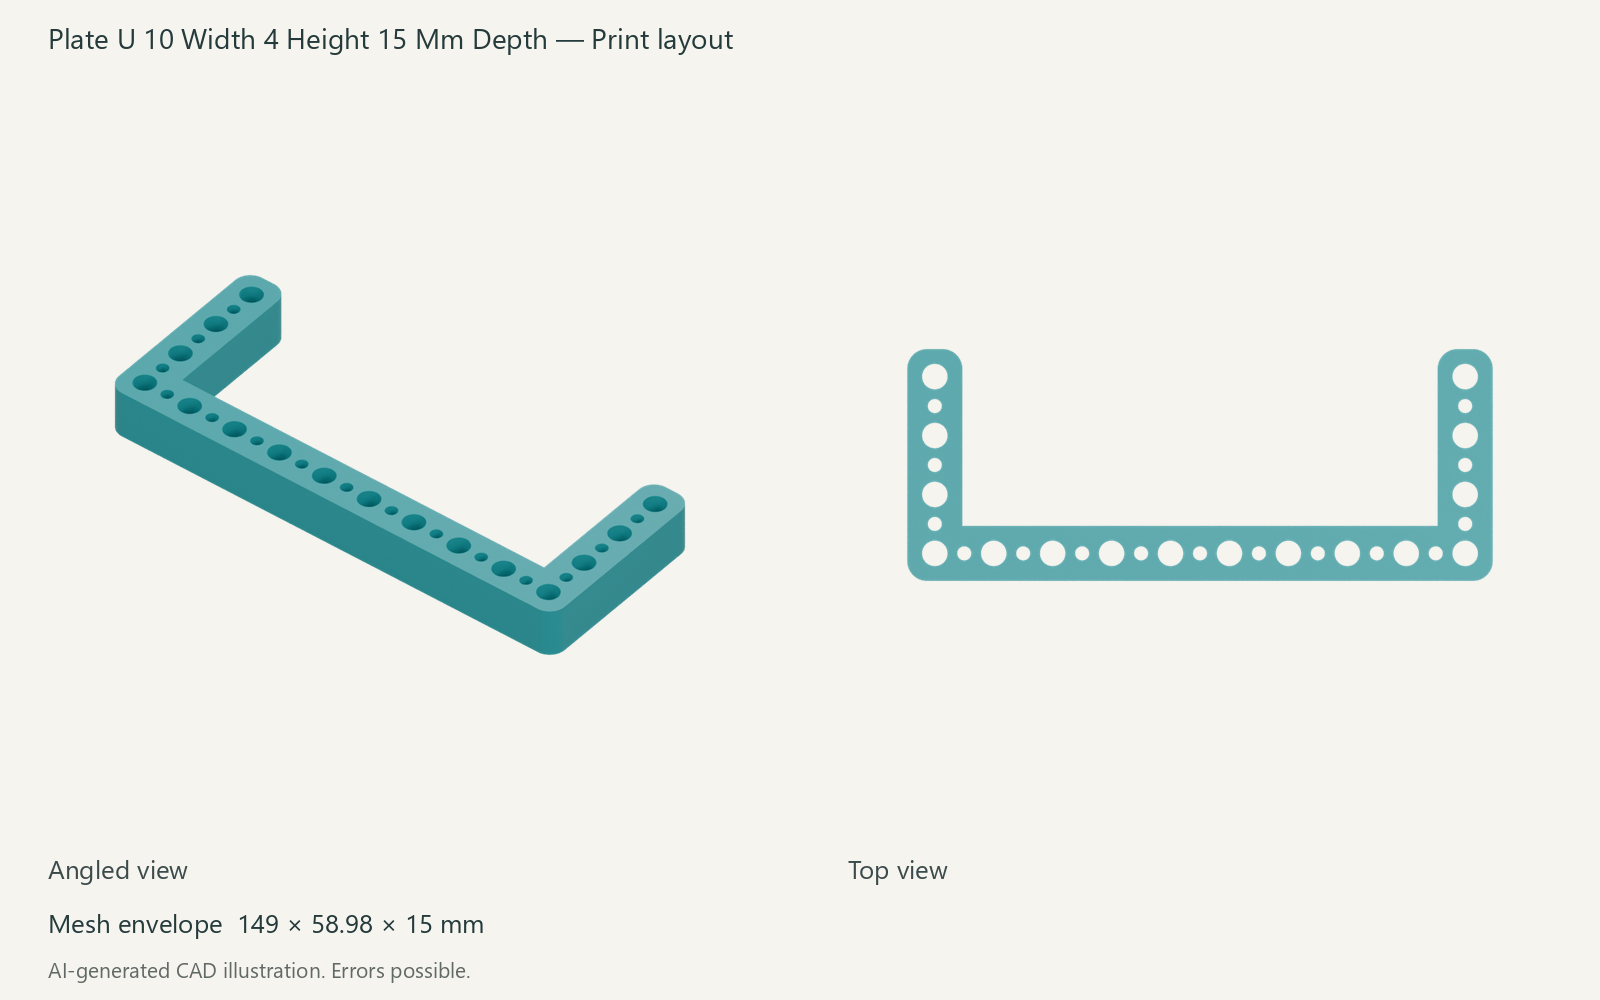 Plate U 10 Width 4 Height 15 Mm Depth — Print layout
Angled view
Top view
Mesh envelope 149 × 58.98 × 15 mm
AI-generated CAD illustration. Errors possible.